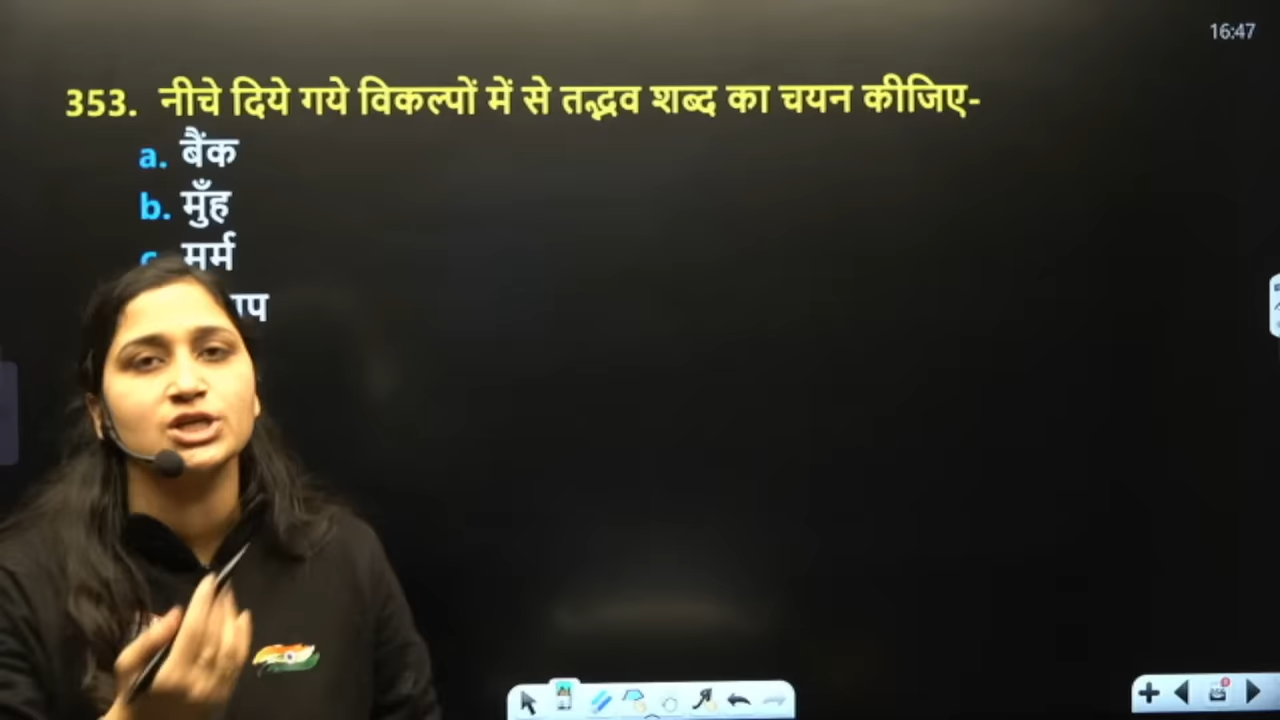 16:47
353. नीचे दिये गये विकल्पों में से तद्भव शब्द का चयन कीजिए-
a. बैंक
b. मुँह
c. मर्म